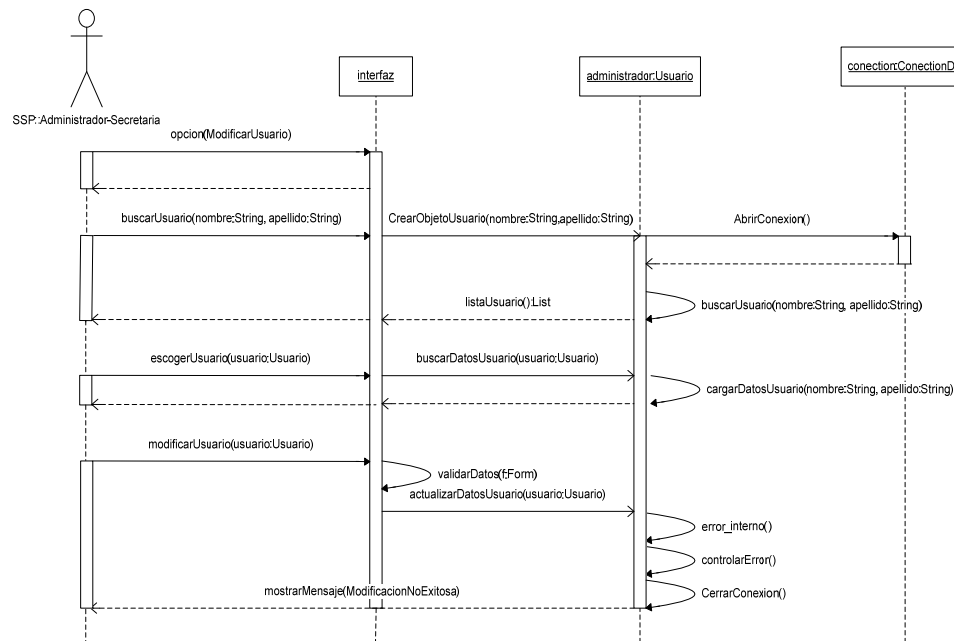 interfaz
administrador:Usuario
conection:ConectionD
SSP::Administrador-Secretaria
opcion(ModificarUsuario)
buscarUsuario(nombre:String, apellido:String)
CrearObjetoUsuario(nombre:String,apellido:String)
AbrirConexion()
listaUsuario():List
buscarUsuario(nombre:String, apellido:String)
escogerUsuario(usuario:Usuario)
buscarDatosUsuario(usuario:Usuario)
cargarDatosUsuario(nombre:String, apellido:String)
modificarUsuario(usuario:Usuario)
validarDatos(f:Form)
actualizarDatosUsuario(usuario:Usuario)
error_interno()
controlarError()
mostrarMensaje(ModificacionNoExitosa)
CerrarConexion()